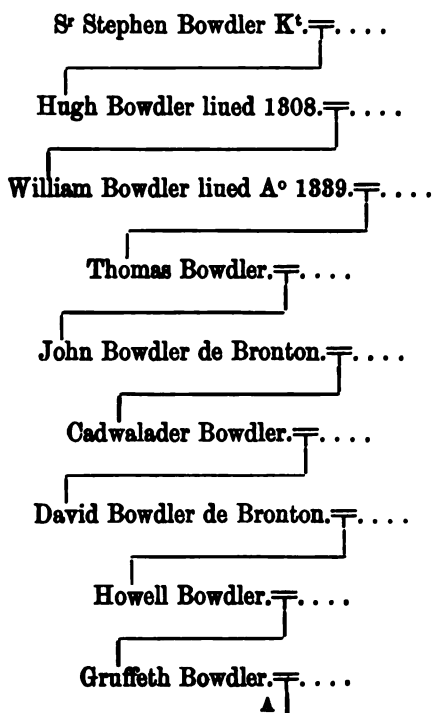 Sr Stephen Bowdler Kt.=....
Hugh Bowdler liued 1308.=....
William Bowdler liued Ao 1339.=....
Thomas Bowdler.=....
John Bowdler de Bronton.=....
Cadwalader Bowdler.=....
David Bowdler de Bronton.=....
Howell Bowdler.=....
Gruffeth Bowdler.=....
A